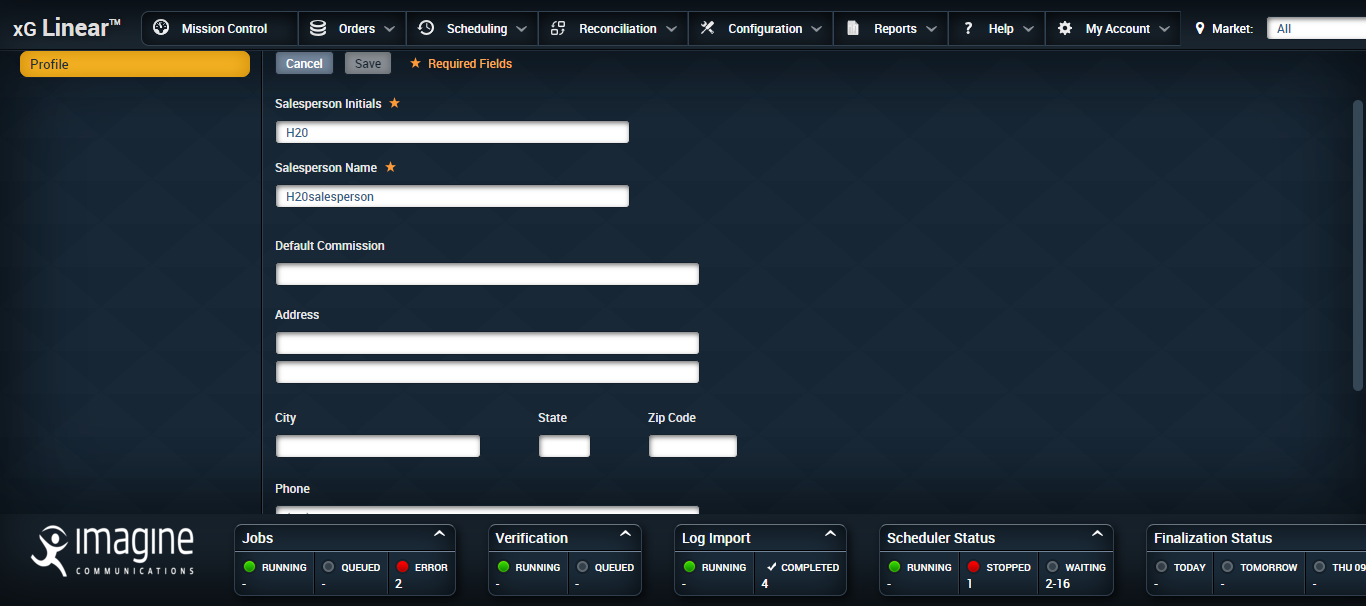 xG Linear™ Mission Control Orders Scheduling Reconciliation Configuration Reports ? Help My Account Market: All
Profile
Cancel Save ★ Required Fields
Salesperson Initials ★
H20
Salesperson Name ★
H20salesperson
Default Commission
Address
City State Zip Code
Phone
imagine
COMMUNICATIONS
Jobs
RUNNING QUEUED ERROR
- - 2
Verification
RUNNING QUEUED
- -
Log Import
RUNNING COMPLETED
- 4
Scheduler Status
RUNNING STOPPED WAITING
- 1 2-16
Finalization Status
TODAY TOMORROW THU 09
- - -